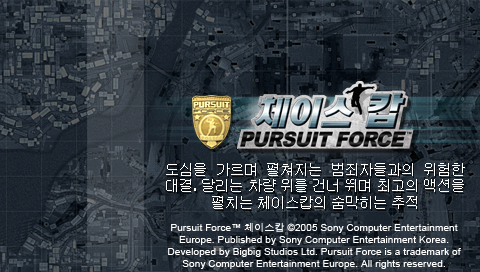 PURSUIT
체이스캅
PURSUIT FORCE™
도심을 가르며 펼쳐지는 범죄자들과의 위험한
대결. 달리는 차량 위를 건너 뛰며 최고의 액션을
펼치는 체이스캅의 숨막히는 추적
Pursuit Force™ 체이스캅 ©2005 Sony Computer Entertainment
Europe. Published by Sony Computer Entertainment Korea.
Developed by Bigbig Studios Ltd. Pursuit Force is a trademark of
Sony Computer Entertainment Europe. All rights reserved.